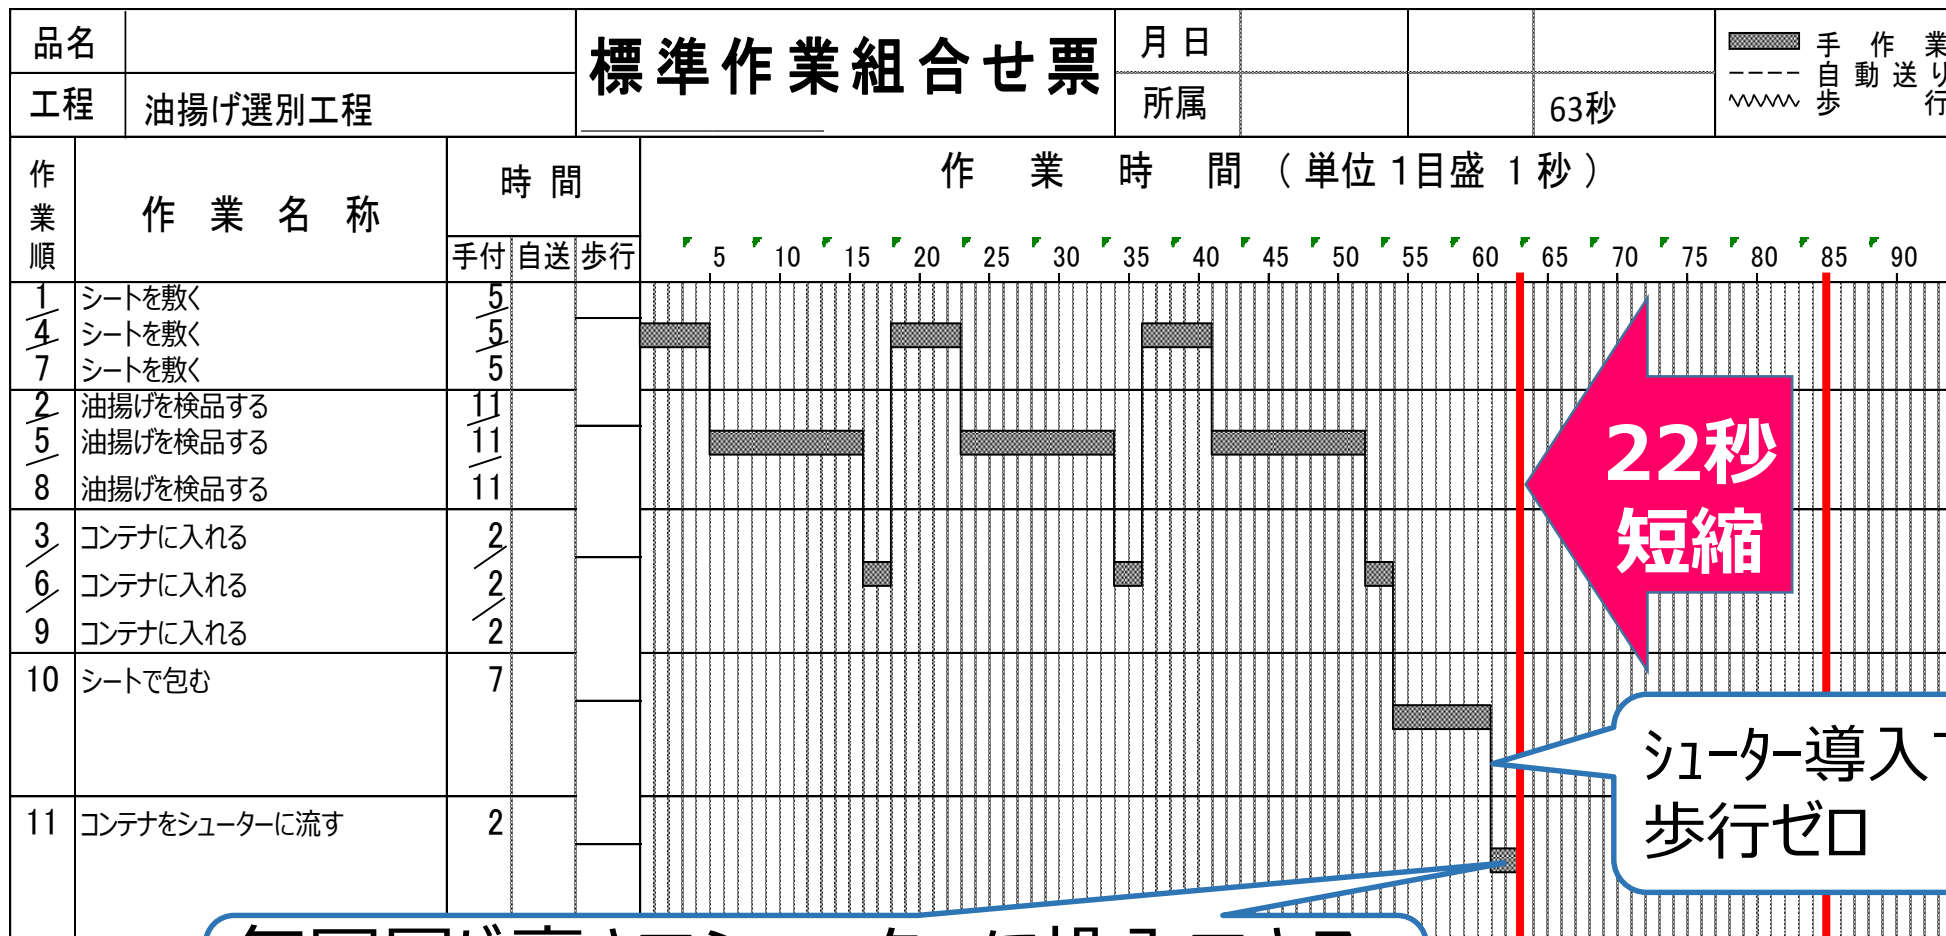 品名
標準作業組合せ票
月日
手作業
自動送り
歩行
工程
油揚げ選別工程
所属
63秒
作業順
作業名称
時間
作業時間(単位1目盛1秒)
手付 自送 歩行
5 10 15 20 25 30 35 40 45 50 55 60 65 70 75 80 85 90
1 シートを敷く 5
4 シートを敷く 5
7 シートを敷く 5
2 油揚げを検品する 11
5 油揚げを検品する 11
8 油揚げを検品する 11
22秒
短縮
3 コンテナに入れる 2
6 コンテナに入れる 2
9 コンテナに入れる 2
10 シートで包む 7
シューター導入
歩行ゼロ
11 コンテナをシューターに流す 2